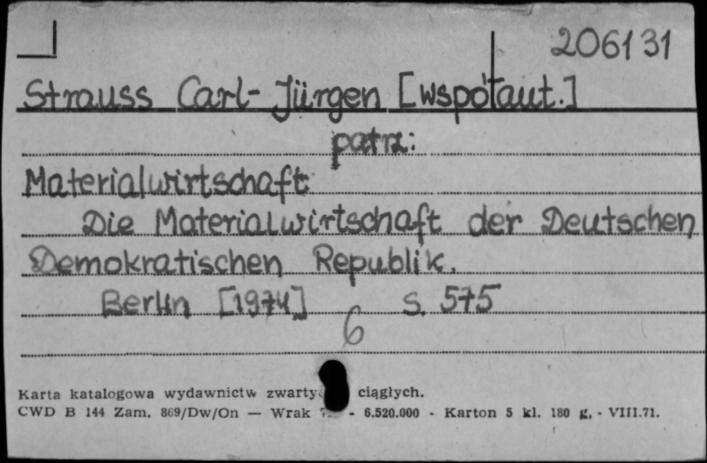 206131
Strauss Carl-Jürgen [współaut.]
patrz:
Materialwirtschaft
Die Materialwirtschaft der Deutschen
Demokratischen Republik.
Berlin [1974] S. 575
6
Karta katalogowa wydawnictw ciągłych.
CWD B 144 Zam. 869/Dw/On — Wrak - 6.520.000 - Karton 5 kl. 180 g. - VIII.71.